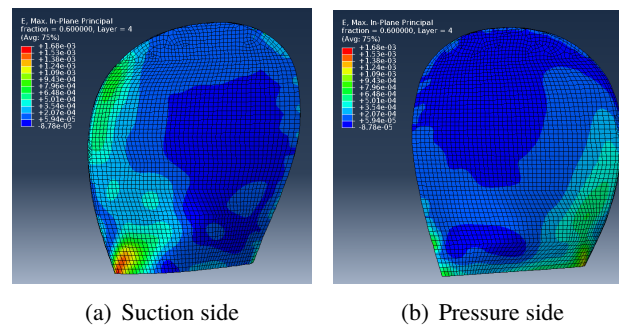 E, Max. In-Plane Principal
fraction = 0.600000, Layer = 4
(Avg: 75%)
+1.68e-03
+1.53e-03
+1.38e-03
+1.24e-03
+1.09e-03
+9.43e-04
+7.96e-04
+6.48e-04
+5.01e-04
+3.54e-04
+2.07e-04
+5.94e-05
-8.78e-05
E, Max. In-Plane Principal
fraction = 0.600000, Layer = 4
(Avg: 75%)
+1.68e-03
+1.53e-03
+1.38e-03
+1.24e-03
+1.09e-03
+9.43e-04
+7.96e-04
+6.48e-04
+5.01e-04
+3.54e-04
+2.07e-04
+5.94e-05
-8.78e-05
(a) Suction side
(b) Pressure side